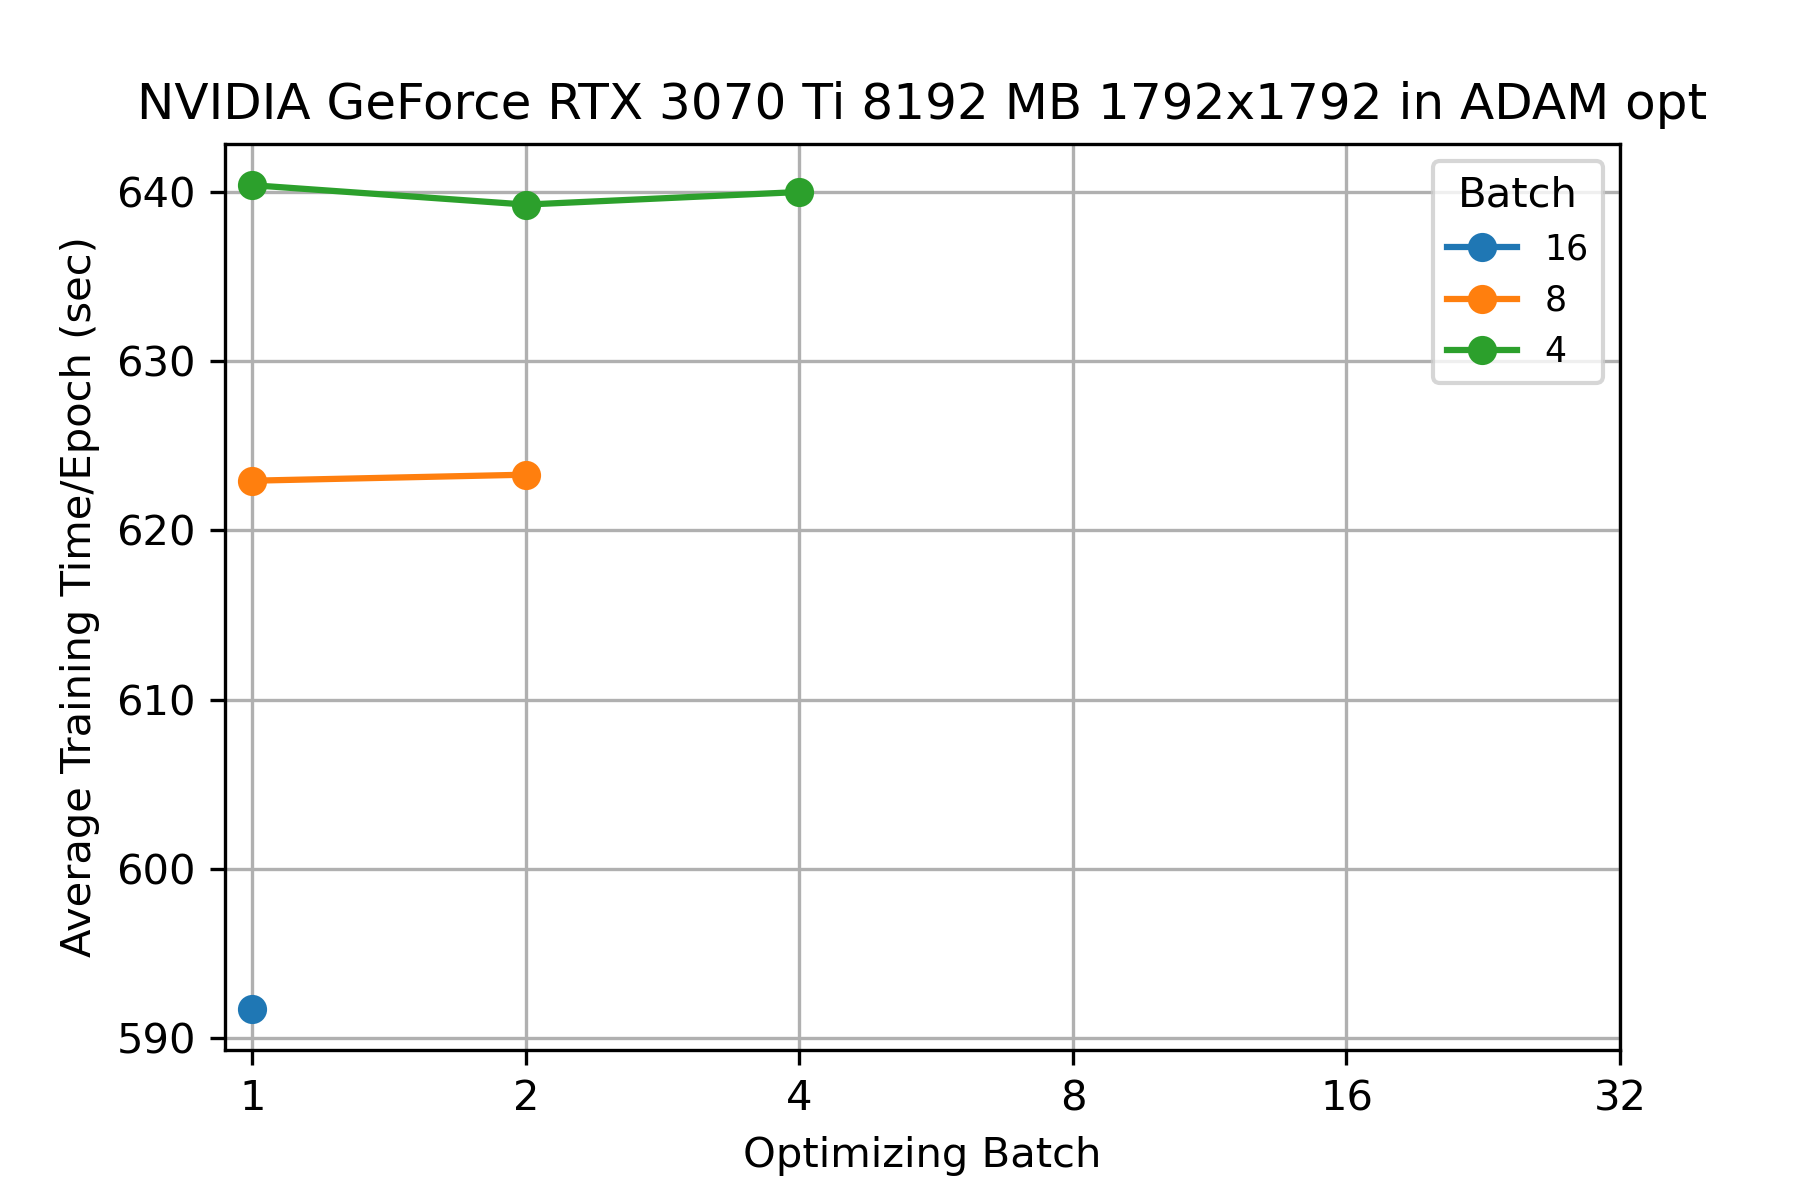 NVIDIA GeForce RTX 3070 Ti 8192 MB 1792x1792 in ADAM opt
Average Training Time/Epoch (sec)
640
630
620
610
600
590
Batch
16
8
4
1 2 4 8 16 32
Optimizing Batch